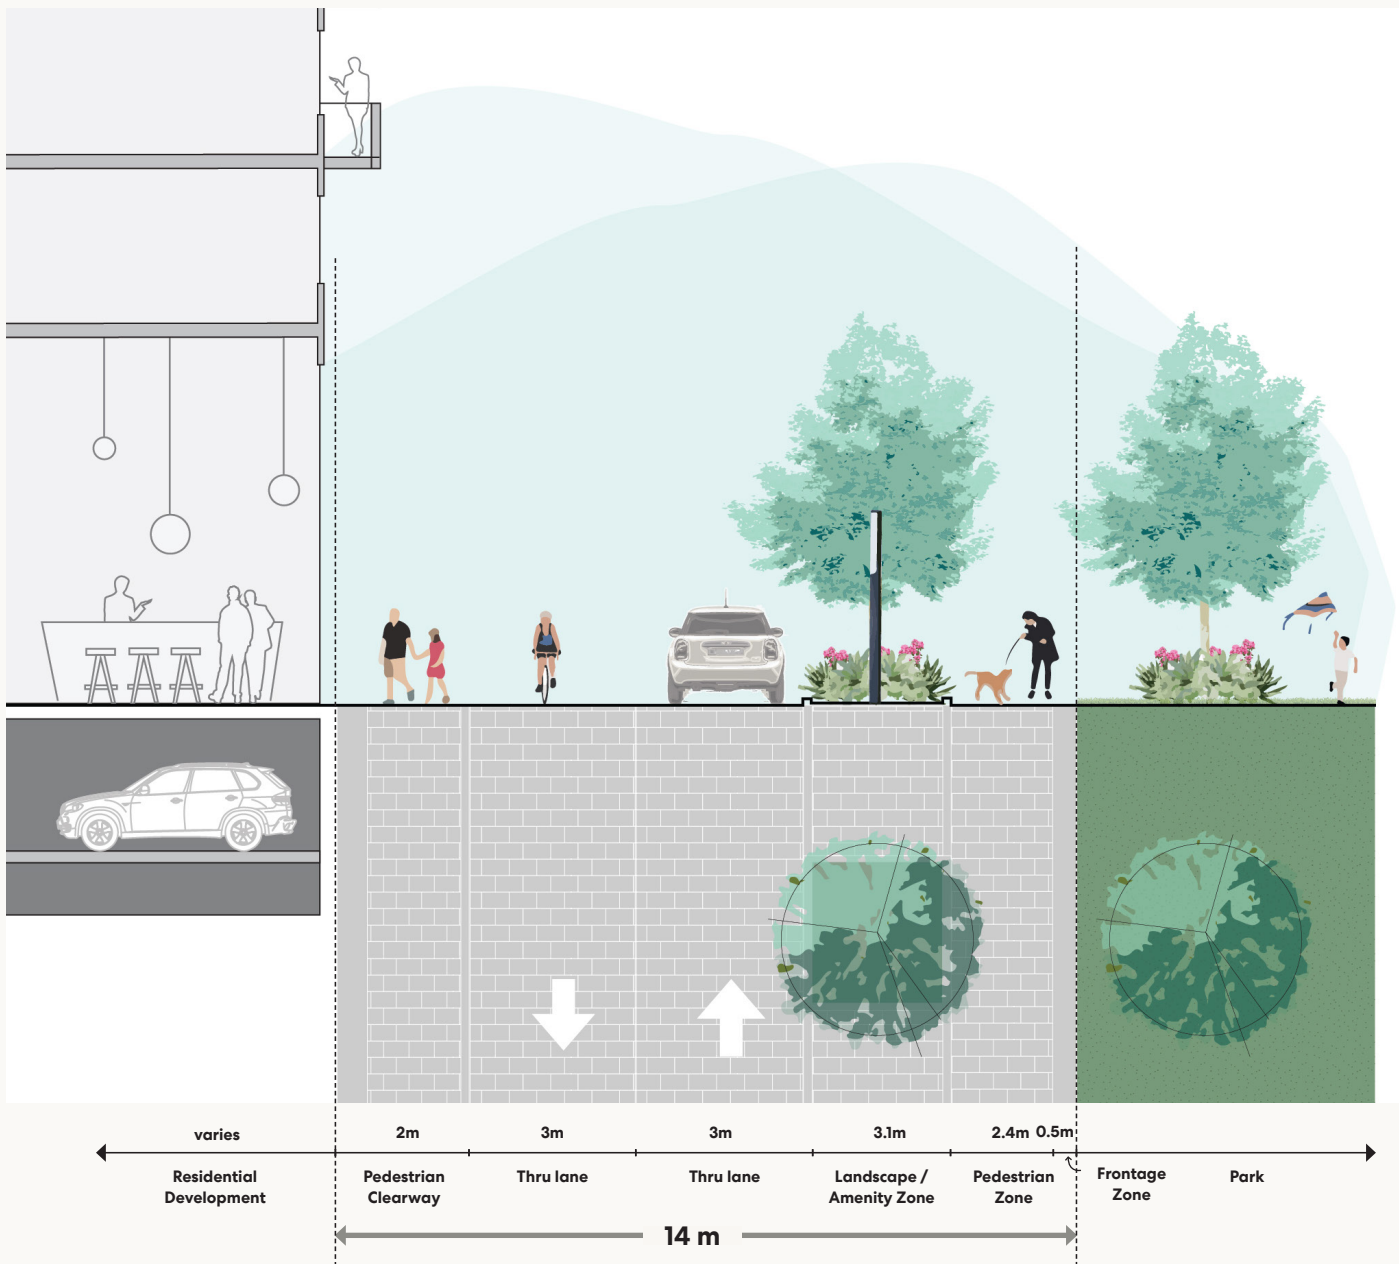 varies
2m
3m
3m
3.1m
2.4m
0.5m
Residential
Development
Pedestrian
Clearway
Thru lane
Thru lane
Landscape /
Amenity Zone
Pedestrian
Zone
Frontage
Zone
Park
14 m